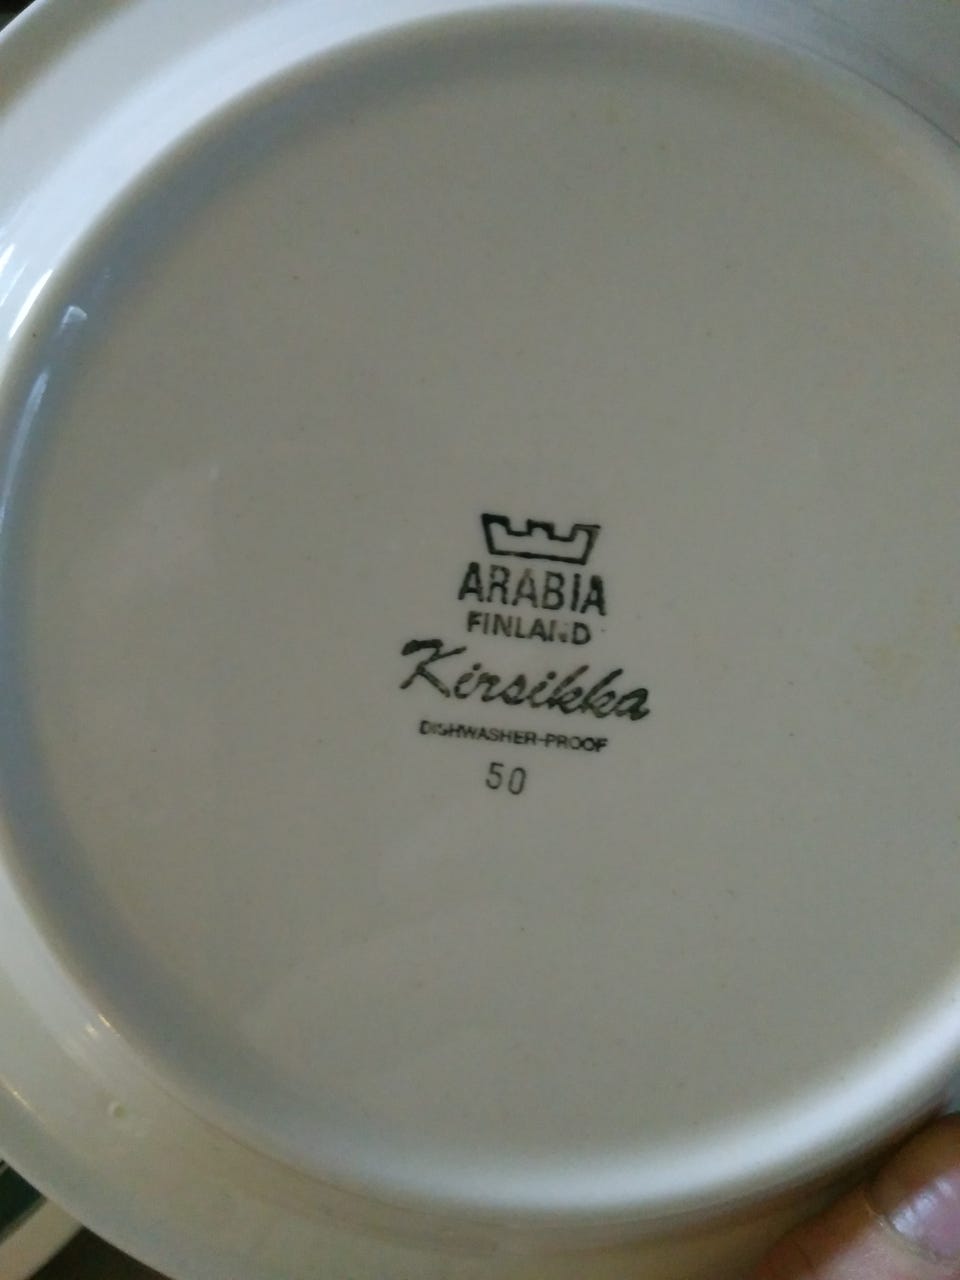 ARABIA
FINLAND
Kirsikka
DISHWASHER-PROOF
50